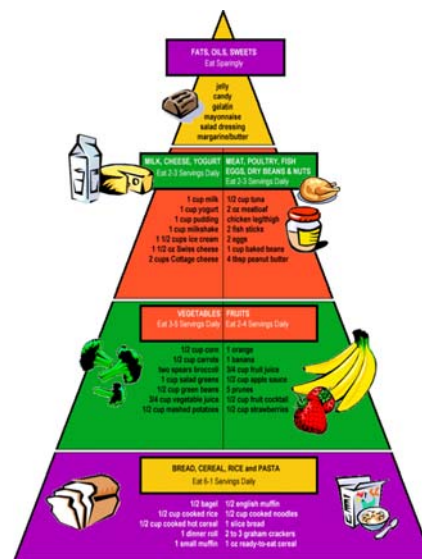 FATS, OILS, SWEETS
Eat Sparingly
jelly
candy
gelatin
mayonnaise
salad dressing
margarine/butter
MILK, CHEESE, YOGURT
Eat 2-3 Servings Daily
1 cup milk
1 cup yogurt
1 cup pudding
1 cup milkshake
1 1/2 cups ice cream
1 1/2 oz Swiss cheese
2 cups Cottage cheese
MEAT, POULTRY, FISH
EGGS, DRY BEANS & NUTS
Eat 2-3 Servings Daily
1/2 cup tuna
2 oz meatloaf
chicken leg/thigh
2 fish sticks
2 eggs
1 cup baked beans
4 tbsp peanut butter
VEGETABLES
Eat 3-5 Servings Daily
1/2 cup corn
1/2 cup carrots
two spears broccoli
1 cup salad greens
1/2 cup green beans
3/4 cup vegetable juice
1/2 cup mashed potatoes
FRUITS
Eat 2-4 Servings Daily
1 orange
1 banana
3/4 cup fruit juice
1/2 cup apple sauce
5 prunes
1/2 cup fruit cocktail
1/2 cup strawberries
BREAD, CEREAL, RICE and PASTA
Eat 6-1 Servings Daily
1/2 bagel
1/2 cup cooked rice
1/2 cup cooked hot cereal
1 dinner roll
1 small muffin
1/2 english muffin
1/2 cup cooked noodles
1 slice bread
2 to 3 graham crackers
1 oz ready-to-eat cereal